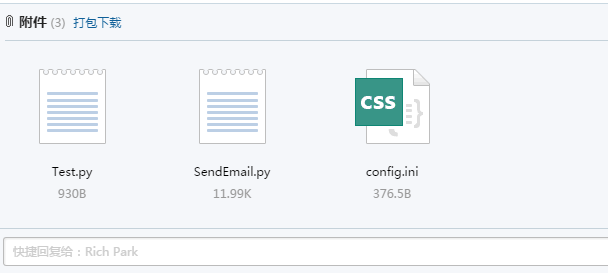 附件 (3) 打包下载
CSS
Test.py SendEmail.py config.ini
930B 11.99K 376.5B
快捷回复给：Rich Park